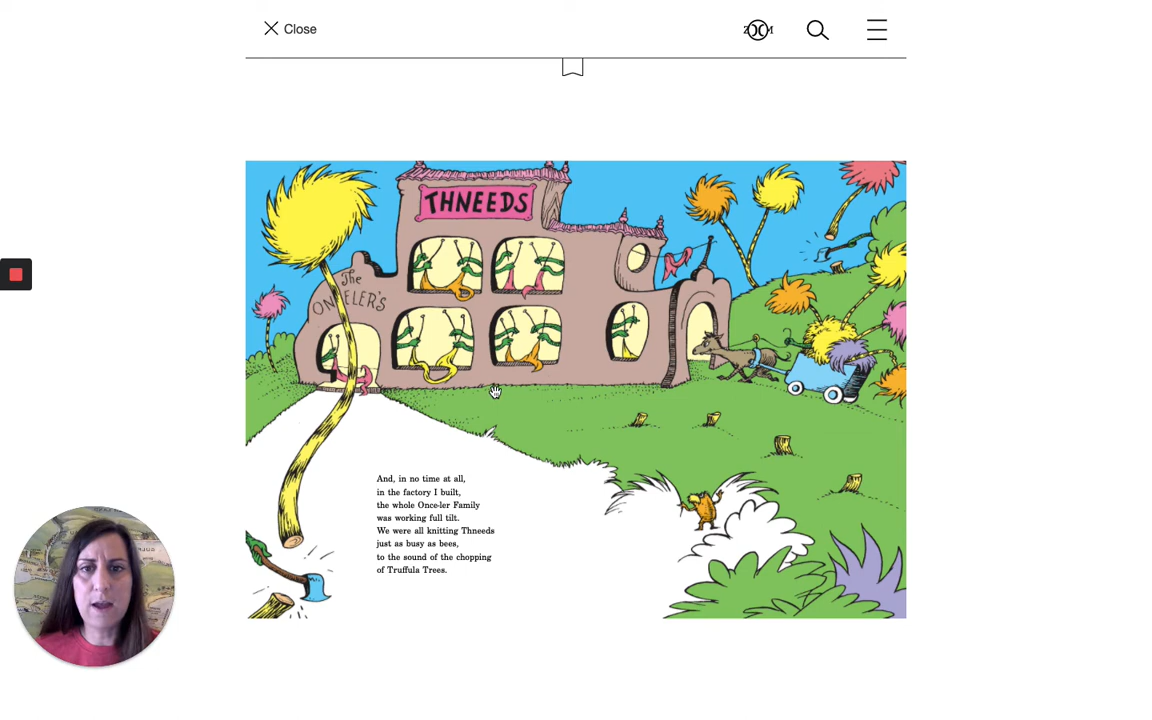 Close
THNEEDS
The
ONCELER'S
And, in no time at all,
in the factory I built,
the whole Once-ler Family
was working full tilt.
We were all knitting Thneeds
just as busy as bees,
to the sound of the chopping
of Truffula Trees.